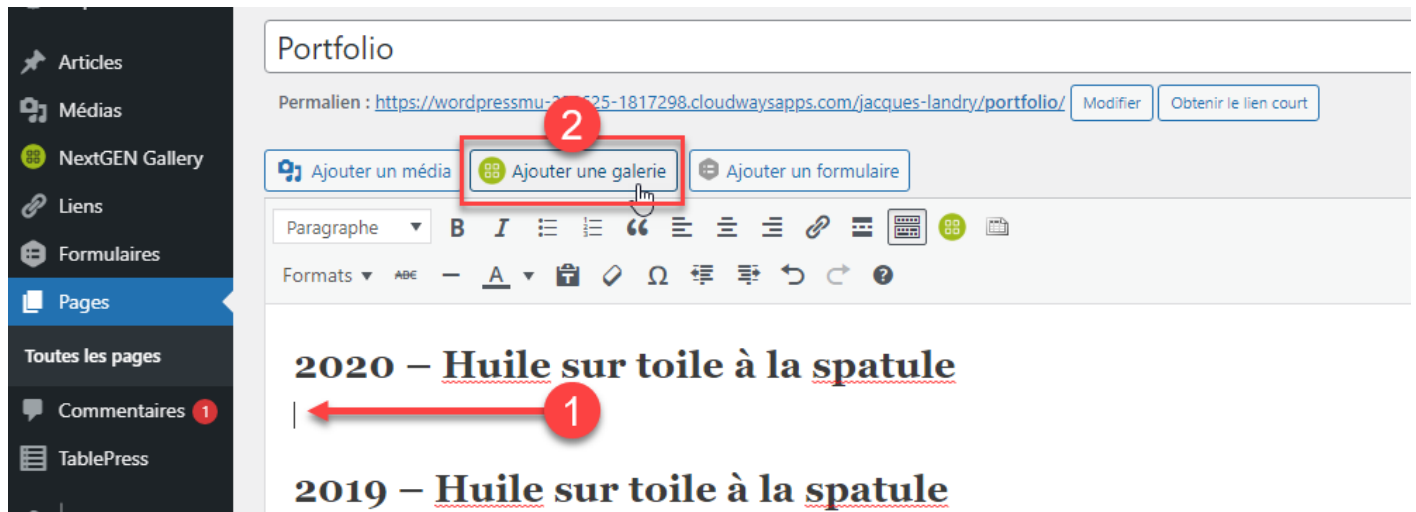 Portfolio
Articles
Permalien : https://wordpressmu-
25-1817298.cloudwaysapps.com/jacques-landry/portfolio/ Modifier Obtenir le lien court
Médias
2
NextGEN Gallery
Ajouter un média Ajouter une galerie Ajouter un formulaire
Liens
Paragraphe B I
Formulaires
Formats ABC A T Ω
Pages
Toutes les pages
2020 – Huile sur toile à la spatule
Commentaires 1
1
TablePress
2019 – Huile sur toile à la spatule